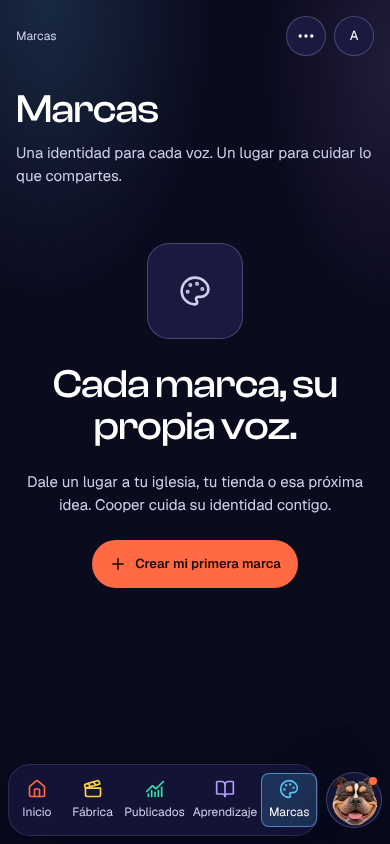 Marcas
A
Marcas
Una identidad para cada voz. Un lugar para cuidar lo
que compartes.
Cada marca, su
propia voz.
Dale un lugar a tu iglesia, tu tienda o esa próxima
idea. Cooper cuida su identidad contigo.
Crear mi primera marca
Inicio
Fábrica
Publicados
Aprendizaje
Marcas